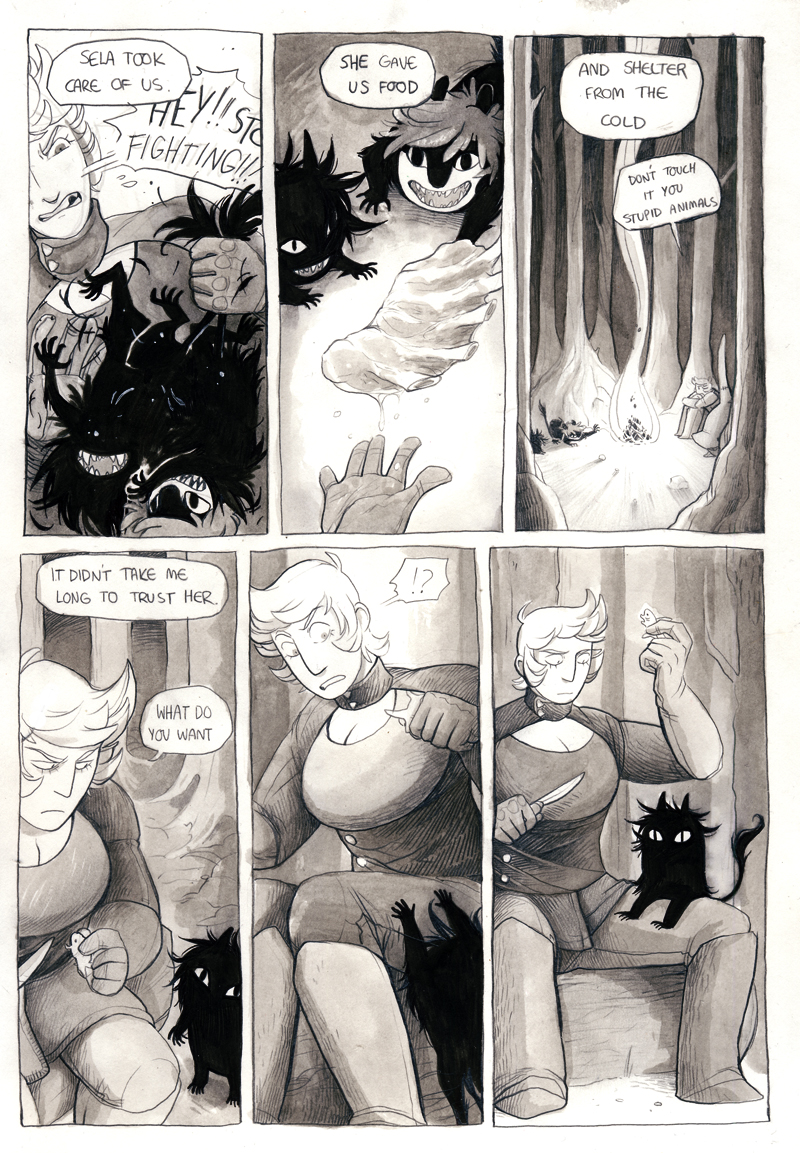 SELA TOOK
CARE OF US.
HEY!! STO
FIGHTING!!!
SHE GAVE
US FOOD
AND SHELTER
FROM THE
COLD
DON'T TOUCH
IT YOU
STUPID ANIMALS
IT DIDN'T TAKE ME
LONG TO TRUST HER.
WHAT DO
YOU WANT
!?